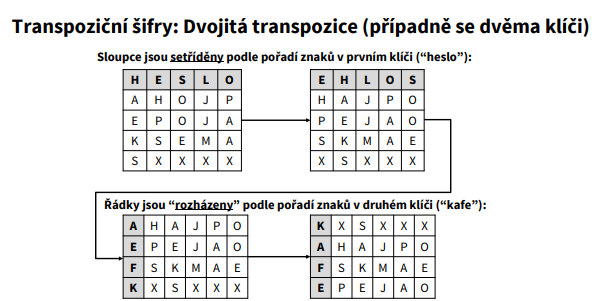 Transpoziční šifry: Dvojitá transpozice (případně se dvěma klíči)
Sloupce jsou setříděny podle pořadí znaků v prvním klíči (“heslo”):
H E S L O
A H O J P
E P O J A
K S E M A
S X X X X
E H L O S
H A J P O
P E J A O
S K M A E
X S X X X
Řádky jsou “rozházeny” podle pořadí znaků v druhém klíči (“kafe”):
A H A J P O
E P E J A O
F S K M A E
K X S X X X
K X S X X X
A H A J P O
F S K M A E
E P E J A O